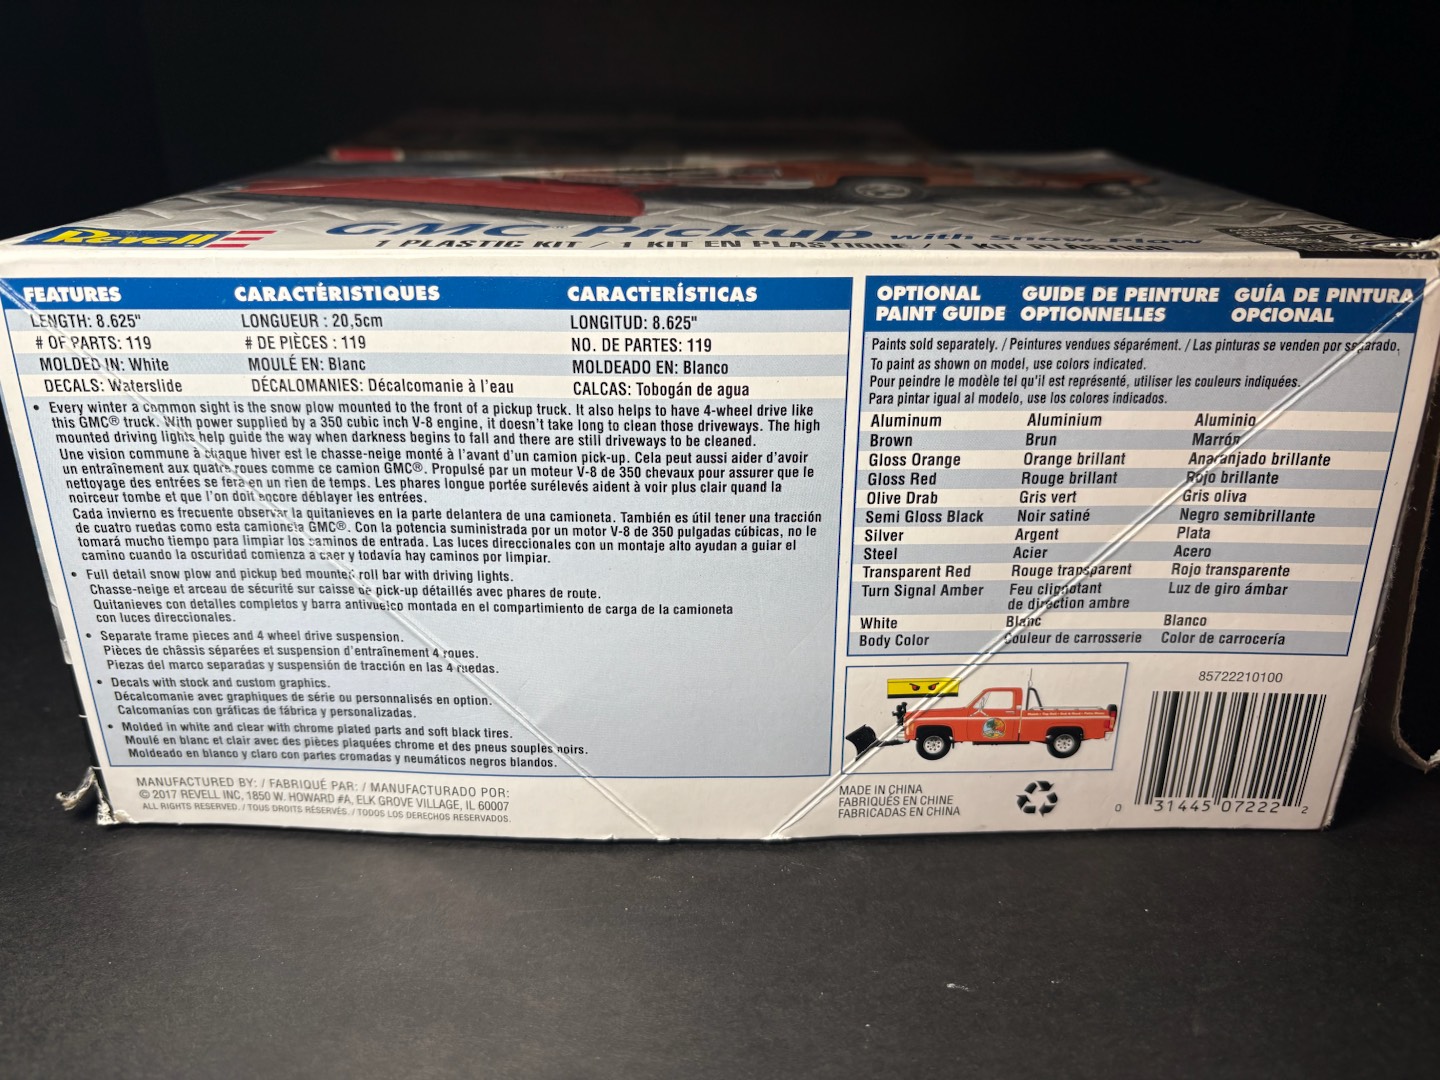 Revell
GMC Pickup with Snow Plow
1 PLASTIC KIT / 1 KIT EN PLASTIQUE / 1 KIT PLÁSTICO
FEATURES
LENGTH: 8.625"
# OF PARTS: 119
MOLDED IN: White
DECALS: Waterslide
CARACTÉRISTIQUES
LONGUEUR : 20,5cm
# DE PIÈCES : 119
MOULÉ EN: Blanc
DÉCALOMANIES: Décalcomanie à l'eau
CARACTERÍSTICAS
LONGITUD: 8.625"
NO. DE PARTES: 119
MOLDEADO EN: Blanco
CALCAS: Tobogán de agua
• Every winter a common sight is the snow plow mounted to the front of a pickup truck. It also helps to have 4-wheel drive like
this GMC® truck. With power supplied by a 350 cubic inch V-8 engine, it doesn't take long to clean those driveways. The high
mounted driving lights help guide the way when darkness begins to fall and there are still driveways to be cleaned.
Une vision commune à chaque hiver est le chasse-neige monté à l'avant d'un camion pick-up. Cela peut aussi aider d'avoir
un entraînement aux quatre roues comme ce camion GMC®. Propulsé par un moteur V-8 de 350 chevaux pour assurer que le
nettoyage des entrées se fera en un rien de temps. Les phares longue portée surélevés aident à voir plus clair quand la
noirceur tombe et que l'on doit encore déblayer les entrées.
Cada invierno es frecuente observar la quitanieves en la parte delantera de una camioneta. También es útil tener una tracción
de cuatro ruedas como esta camioneta GMC®. Con la potencia suministrada por un motor V-8 de 350 pulgadas cúbicas, no le
tomará mucho tiempo para limpiar los caminos de entrada. Las luces direccionales con un montaje alto ayudan a guiar el
camino cuando la oscuridad comienza a caer y todavía hay caminos por limpiar.
• Full detail snow plow and pickup bed mounted roll bar with driving lights.
Chasse-neige et arceau de sécurité sur caisse de pick-up détaillés avec phares de route.
Quitanieves con detalles completos y barra antivuelco montada en el compartimiento de carga de la camioneta
con luces direccionales.
• Separate frame pieces and 4 wheel drive suspension.
Pièces de châssis séparées et suspension d'entraînement 4 roues.
Piezas del marco separadas y suspensión de tracción en las 4 ruedas.
• Decals with stock and custom graphics.
Décalcomanie avec graphiques de série ou personnalisés en option.
Calcomanías con gráficas de fábrica y personalizadas.
• Molded in white and clear with chrome plated parts and soft black tires.
Moulé en blanc et clair avec des pièces plaquées chrome et des pneus souples noirs.
Moldeado en blanco y claro con partes cromadas y neumáticos negros blandos.
MANUFACTURED BY: / FABRIQUÉ PAR: / MANUFACTURADO POR:
© 2017 REVELL INC, 1850 W. HOWARD #A, ELK GROVE VILLAGE, IL 60007
ALL RIGHTS RESERVED. / TOUS DROITS RÉSERVÉS. / TODOS LOS DERECHOS RESERVADOS.
OPTIONAL
PAINT GUIDE
GUIDE DE PEINTURE
OPTIONNELLES
GUÍA DE PINTURA
OPCIONAL
Paints sold separately. / Peintures vendues séparément. / Las pinturas se venden por separado.
To paint as shown on model, use colors indicated.
Pour peindre le modèle tel qu'il est représenté, utiliser les couleurs indiquées.
Para pintar igual al modelo, use los colores indicados.
Aluminum Aluminium Aluminio
Brown Brun Marrón
Gloss Orange Orange brillant Anaranjado brillante
Gloss Red Rouge brillant Rojo brillante
Olive Drab Gris vert Gris oliva
Semi Gloss Black Noir satiné Negro semibrillante
Silver Argent Plata
Steel Acier Acero
Transparent Red Rouge transparent Rojo transparente
Turn Signal Amber Feu clignotant Luz de giro ámbar
de direction ambre
White Blanc Blanco
Body Color Couleur de carrosserie Color de carrocería
MADE IN CHINA
FABRIQUÉS EN CHINE
FABRICADAS EN CHINA
85722210100
0 31445 07222 2